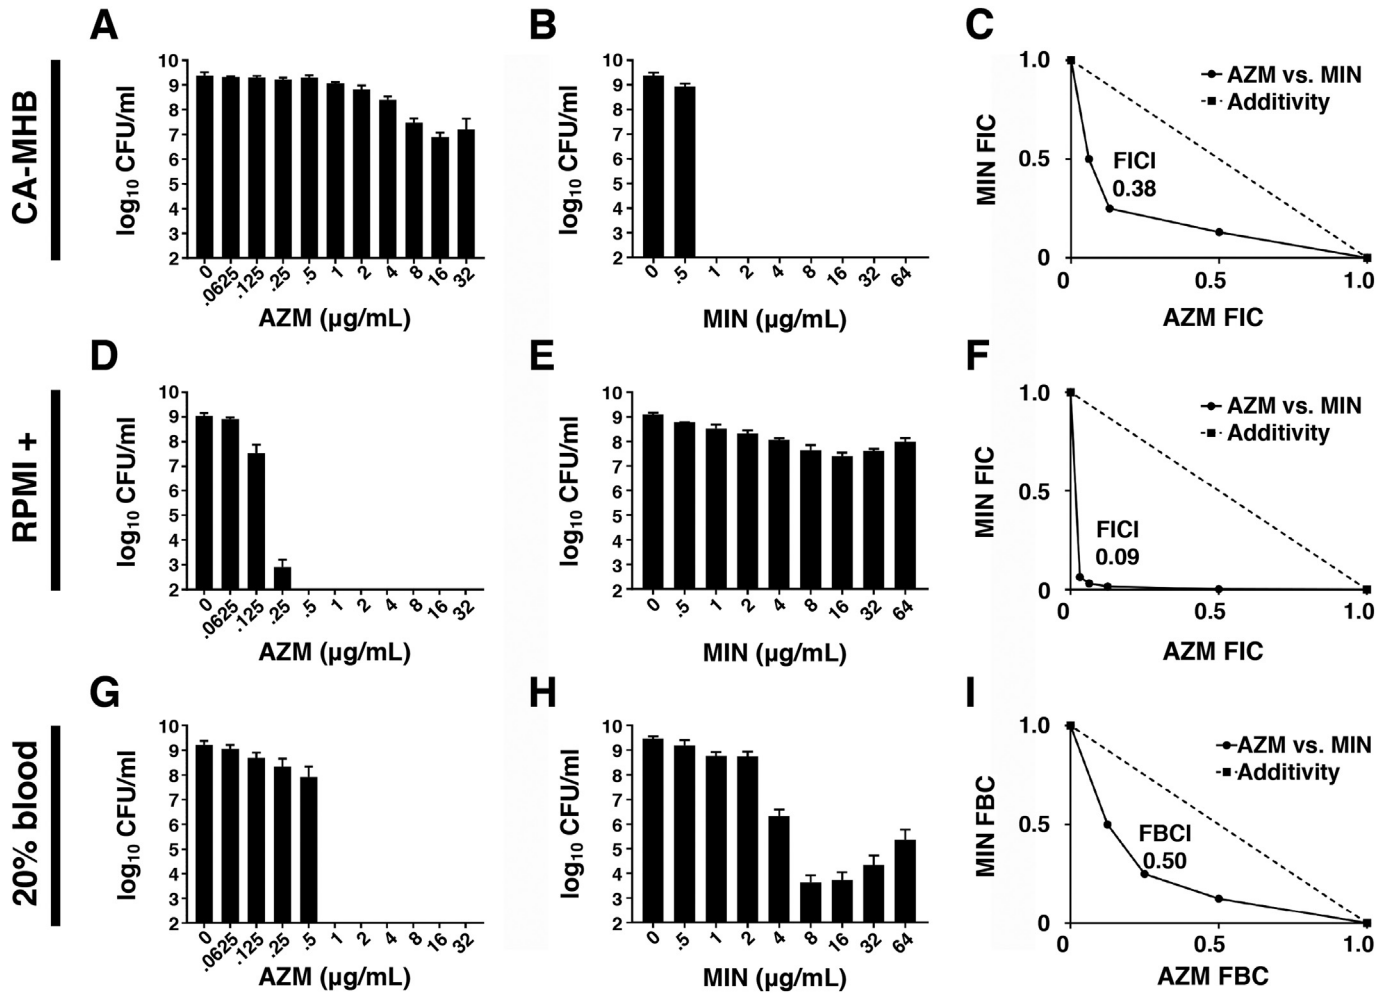 A
B
C
CA-MHB
log10 CFU/ml
10
9
8
7
6
5
4
3
2
0 .0625 .125 .25 .5 1 2 4 8 16 32
AZM (µg/mL)
log10 CFU/ml
10
9
8
7
6
5
4
3
2
0 .5 1 2 4 8 16 32 64
MIN (µg/mL)
MIN FIC
1.0
0.5
0
AZM vs. MIN
Additivity
FICI
0.38
0 0.5 1.0
AZM FIC
D
E
F
RPMI +
log10 CFU/ml
10
9
8
7
6
5
4
3
2
0 .0625 .125 .25 .5 1 2 4 8 16 32
AZM (µg/mL)
log10 CFU/ml
10
9
8
7
6
5
4
3
2
0 .5 1 2 4 8 16 32 64
MIN (µg/mL)
MIN FIC
1.0
0.5
0
AZM vs. MIN
Additivity
FICI
0.09
0 0.5 1.0
AZM FIC
G
H
I
20% blood
log10 CFU/ml
10
9
8
7
6
5
4
3
2
0 .0625 .125 .25 .5 1 2 4 8 16 32
AZM (µg/mL)
log10 CFU/ml
10
9
8
7
6
5
4
3
2
0 .5 1 2 4 8 16 32 64
MIN (µg/mL)
MIN FBC
1.0
0.5
0
AZM vs. MIN
Additivity
FBCI
0.50
0 0.5 1.0
AZM FBC